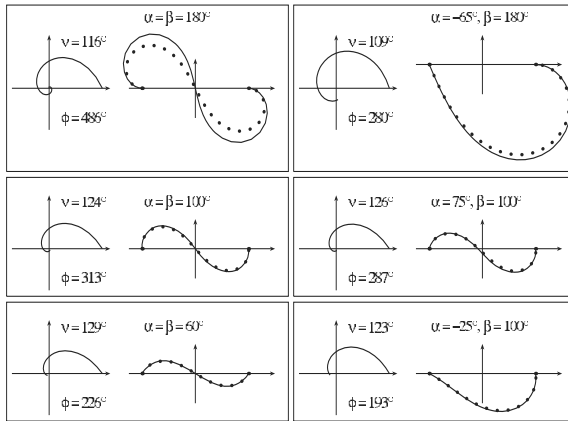 α = β = 180°
ν = 116°
ϕ = 486°
α = −65°, β = 180°
ν = 109°
ϕ = 280°
ν = 124°
α = β = 100°
ϕ = 313°
ν = 126°
α = 75°, β = 100°
ϕ = 287°
ν = 129°
α = β = 60°
ϕ = 226°
ν = 123°
α = −25°, β = 100°
ϕ = 193°